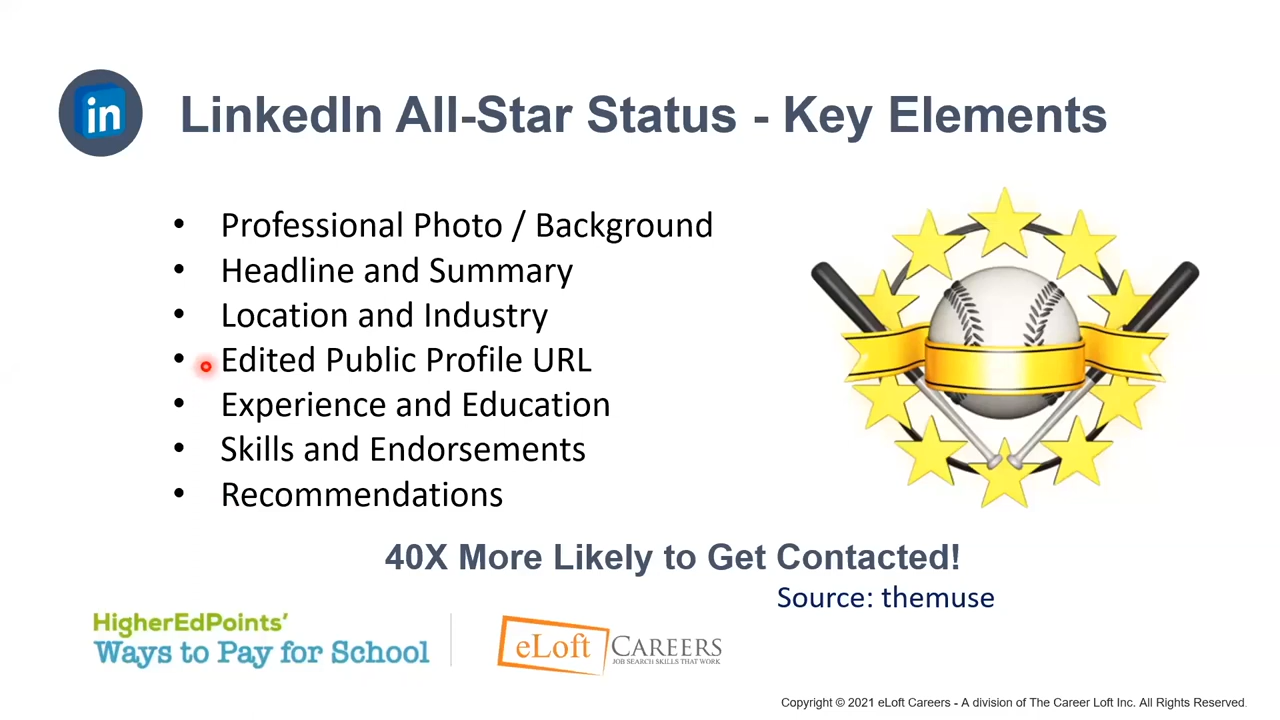 in
LinkedIn All-Star Status - Key Elements
• Professional Photo / Background
• Headline and Summary
• Location and Industry
• Edited Public Profile URL
• Experience and Education
• Skills and Endorsements
• Recommendations
40X More Likely to Get Contacted!
Source: themuse
HigherEdPoints'
Ways to Pay for School
eLoft CAREERS
JOB SEARCH SKILLS THAT WORK
Copyright © 2021 eLoft Careers - A division of The Career Loft Inc. All Rights Reserved.